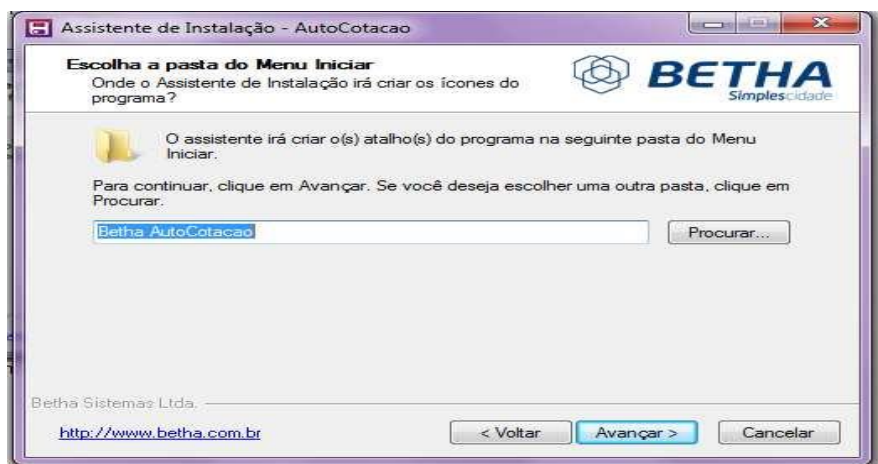 Assistente de Instalação - AutoCotacao
Escolha a pasta do Menu Iniciar
Onde o Assistente de Instalação irá criar os ícones do
programa?
BETHA
Simplescidade
O assistente irá criar o(s) atalho(s) do programa na seguinte pasta do Menu
Iniciar.
Para continuar, clique em Avançar. Se você deseja escolher uma outra pasta, clique em
Procurar.
Betha AutoCotacao
Procurar...
Betha Sistemas Ltda.
http://www.betha.com.br
< Voltar
Avançar >
Cancelar